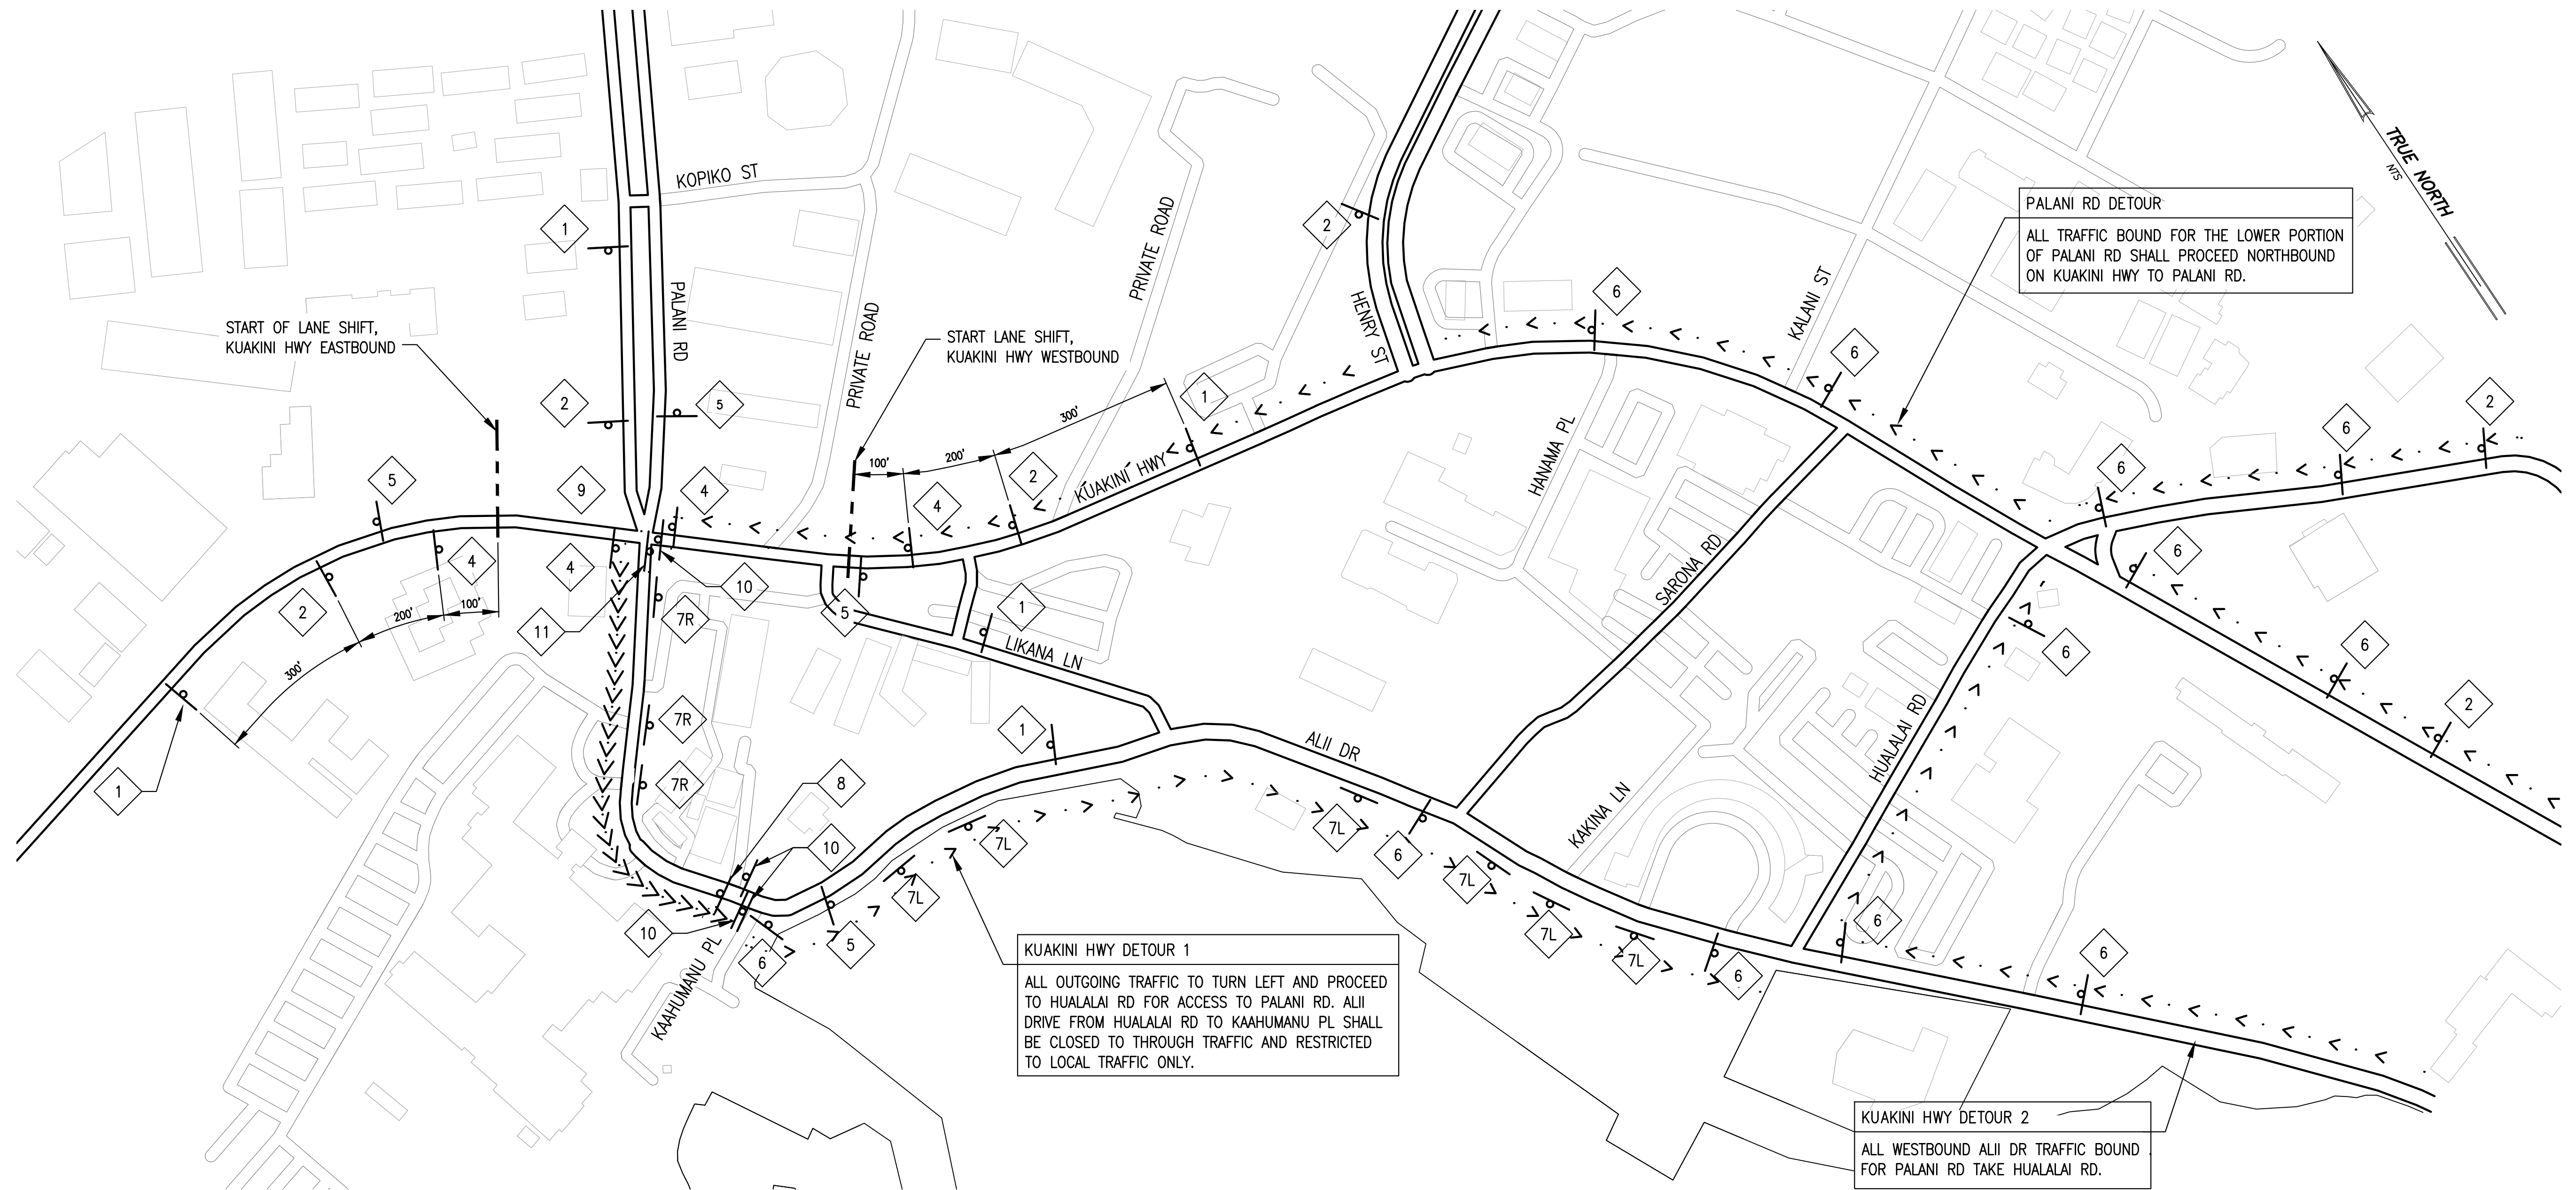 KOPIKO ST
TRUE NORTH
NTS
PALANI RD DETOUR
ALL TRAFFIC BOUND FOR THE LOWER PORTION
OF PALANI RD SHALL PROCEED NORTHBOUND
ON KUAKINI HWY TO PALANI RD.
1
2
PRIVATE ROAD
PALANI RD
PRIVATE ROAD
HENRY ST
6
KALANI ST
START OF LANE SHIFT,
KUAKINI HWY EASTBOUND
START LANE SHIFT,
KUAKINI HWY WESTBOUND
6
2
5
1
300'
2
6
5
9
4
100'
200'
2
KUAKINI HWY
HANAMA PL
6
4
4
4
10
6
SARONA RD
2
200'
100'
11
7R
5
1
LIKANA LN
6
6
300'
1
7R
1
ALII DR
HUALALAI RD
2
7R
8
10
7L
7L
6
7L
KAKINA LN
7L
10
KAAHUMANU PL
6
5
7L
7L
6
6
6
KUAKINI HWY DETOUR 1
ALL OUTGOING TRAFFIC TO TURN LEFT AND PROCEED
TO HUALALAI RD FOR ACCESS TO PALANI RD. ALII
DRIVE FROM HUALALAI RD TO KAAHUMANU PL SHALL
BE CLOSED TO THROUGH TRAFFIC AND RESTRICTED
TO LOCAL TRAFFIC ONLY.
KUAKINI HWY DETOUR 2
ALL WESTBOUND ALII DR TRAFFIC BOUND
FOR PALANI RD TAKE HUALALAI RD.